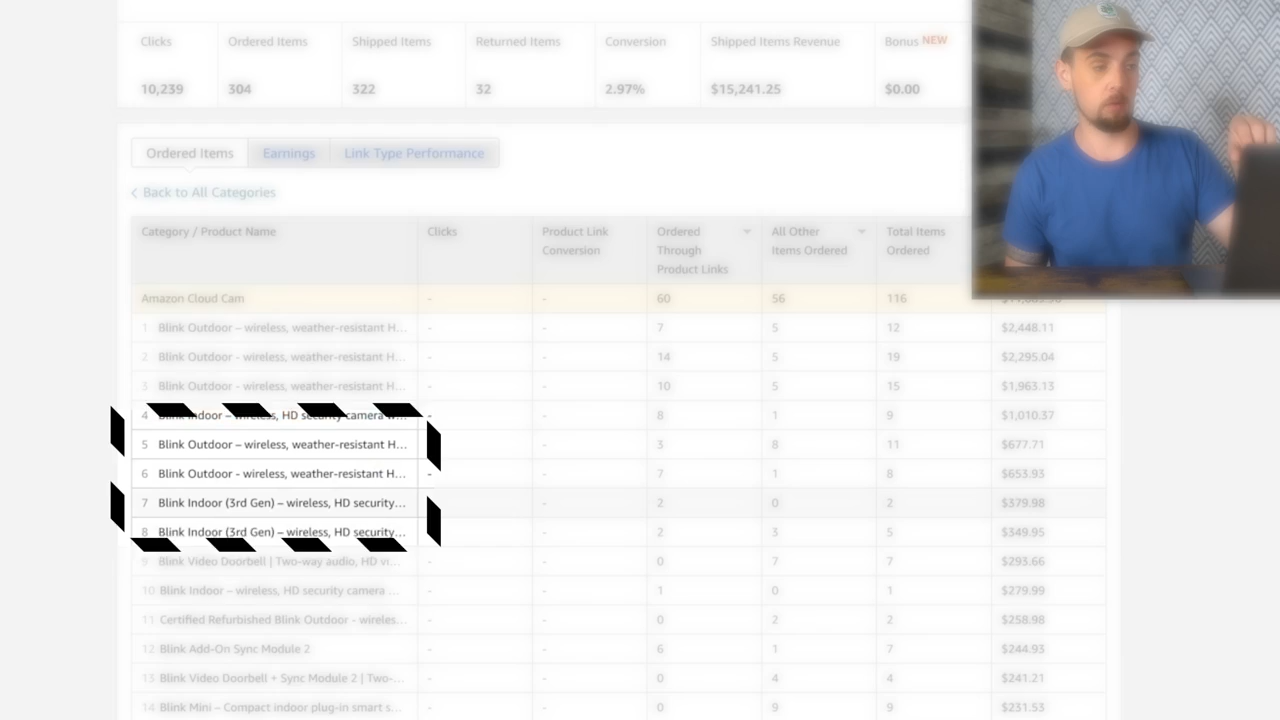 Clicks Ordered Items Shipped Items Returned Items Conversion Shipped Items Revenue Bonus NEW
10,239 304 322 32 2.97% $15,241.25 $0.00
Ordered Items Earnings Link Type Performance
Back to All Categories
Category / Product Name Clicks Product Link Conversion Ordered Through Product Links All Other Items Ordered Total Items Ordered
Amazon Cloud Cam - - 60 56 116
1 Blink Outdoor – wireless, weather-resistant H... - - 7 5 12 $2,448.11
2 Blink Outdoor - wireless, weather-resistant H... - - 14 5 19 $2,295.04
3 Blink Outdoor - wireless, weather-resistant H... - - 10 5 15 $1,963.13
4 Blink Indoor – wireless, HD security camera w... - - 8 1 9 $1,010.37
5 Blink Outdoor – wireless, weather-resistant H... - - 3 8 11 $677.71
6 Blink Outdoor - wireless, weather-resistant H... - - 7 1 8 $653.93
7 Blink Indoor (3rd Gen) – wireless, HD security... - - 2 0 2 $379.98
8 Blink Indoor (3rd Gen) – wireless, HD security... - - 2 3 5 $349.95
9 Blink Video Doorbell | Two-way audio, HD vi... - - 0 7 7 $293.66
10 Blink Indoor – wireless, HD security camera ... - - 1 0 1 $279.99
11 Certified Refurbished Blink Outdoor - wireles... - - 0 2 2 $258.98
12 Blink Add-On Sync Module 2 - - 6 1 7 $244.93
13 Blink Video Doorbell + Sync Module 2 | Two-... - - 0 4 4 $241.21
14 Blink Mini – Compact indoor plug-in smart s... - - 0 9 9 $231.53